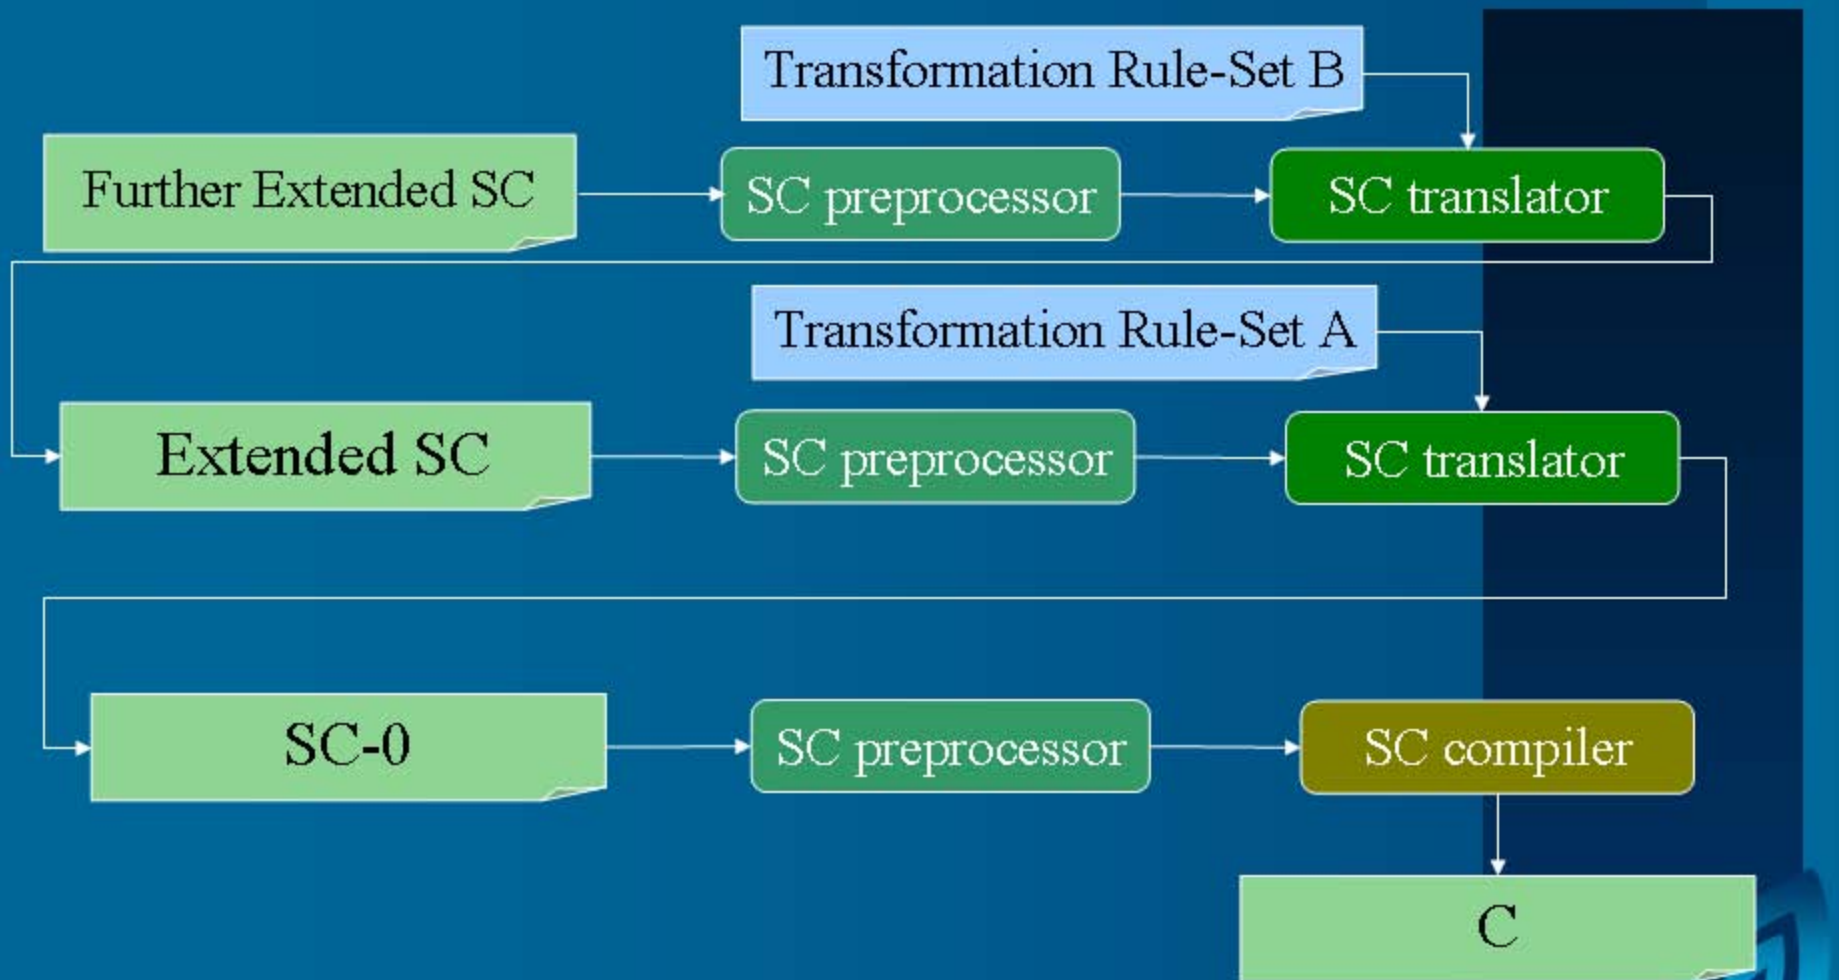 Transformation Rule-Set B
Further Extended SC
SC preprocessor
SC translator
Transformation Rule-Set A
Extended SC
SC preprocessor
SC translator
SC-0
SC preprocessor
SC compiler
C